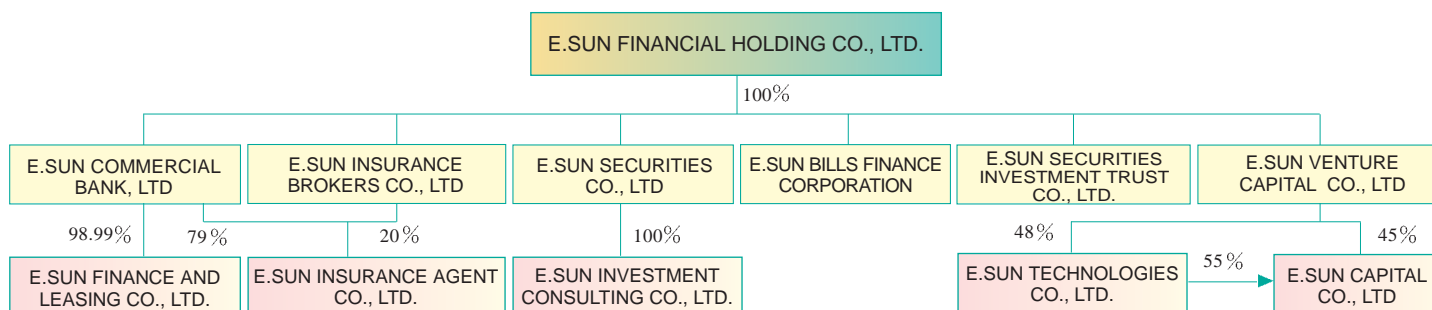 E.SUN FINANCIAL HOLDING CO., LTD.
100%
E.SUN COMMERCIAL
BANK, LTD
E.SUN INSURANCE
BROKERS CO., LTD
E.SUN SECURITIES
CO., LTD
E.SUN BILLS FINANCE
CORPORATION
E.SUN SECURITIES
INVESTMENT TRUST
CO., LTD.
E.SUN VENTURE
CAPITAL CO., LTD
98.99%
79%
20%
100%
48%
45%
E.SUN FINANCE AND
LEASING CO., LTD.
E.SUN INSURANCE AGENT
CO., LTD.
E.SUN INVESTMENT
CONSULTING CO., LTD.
E.SUN TECHNOLOGIES
CO., LTD.
55%
E.SUN CAPITAL
CO., LTD